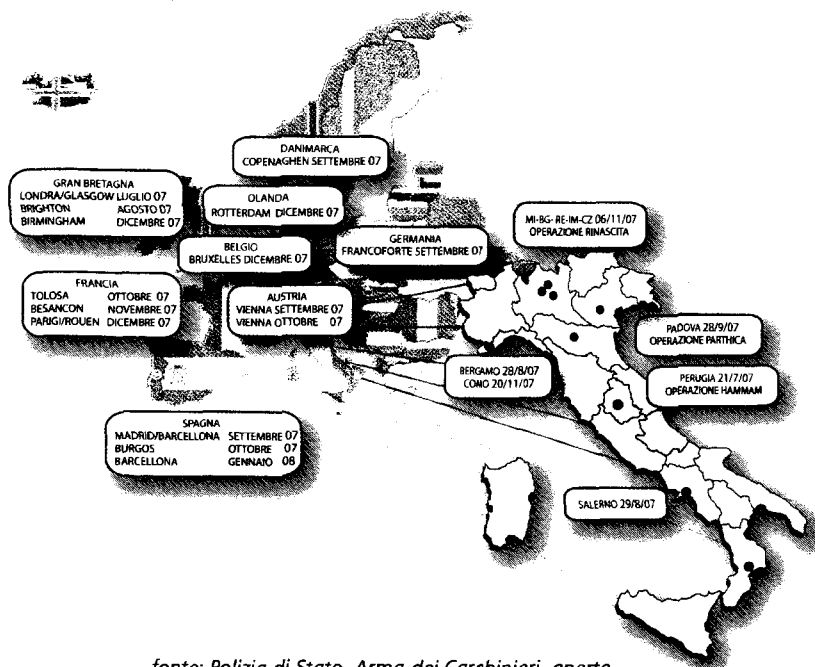 DANIMARCA
COPENAGHEN SETTEMBRE 07
GRAN BRETAGNA
LONDRA/GLASGOW LUGLIO 07
BRIGHTON AGOSTO 07
BIRMINGHAM DICEMBRE 07
OLANDA
ROTTERDAM DICEMBRE 07
BELGIO
BRUXELLES DICEMBRE 07
GERMANIA
FRANCOFORTE SETTEMBRE 07
MI-BG-RE-IM-CZ 06/11/07
OPERAZIONE RINASCITA
FRANCIA
TOLOSA OTTOBRE 07
BESANCON NOVEMBRE 07
PARIGI/ROUEN DICEMBRE 07
AUSTRIA
VIENNA SETTEMBRE 07
VIENNA OTTOBRE 07
PADOVA 28/9/07
OPERAZIONE PARTHICA
BERGAMO 28/8/07
COMO 20/11/07
PERUGIA 21/7/07
OPERAZIONE HAMMAM
SPAGNA
MADRID/BARCELLONA SETTEMBRE 07
BURGOS OTTOBRE 07
BARCELLONA GENNAIO 08
SALERNO 29/8/07
fonte: Polizia di Stato, Arma dei Carabinieri, aperte